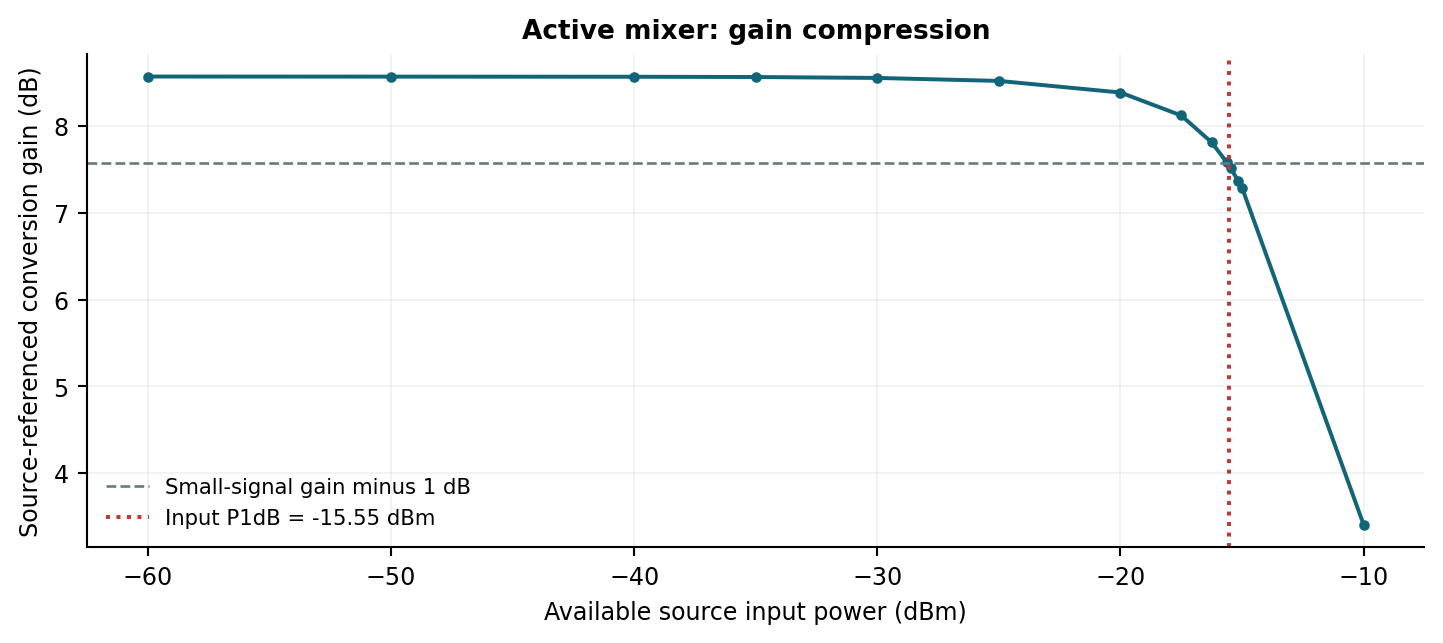 Active mixer: gain compression
Source-referenced conversion gain (dB)
8
7
6
5
4
Small-signal gain minus 1 dB
Input P1dB = -15.55 dBm
−60 −50 −40 −30 −20 −10
Available source input power (dBm)